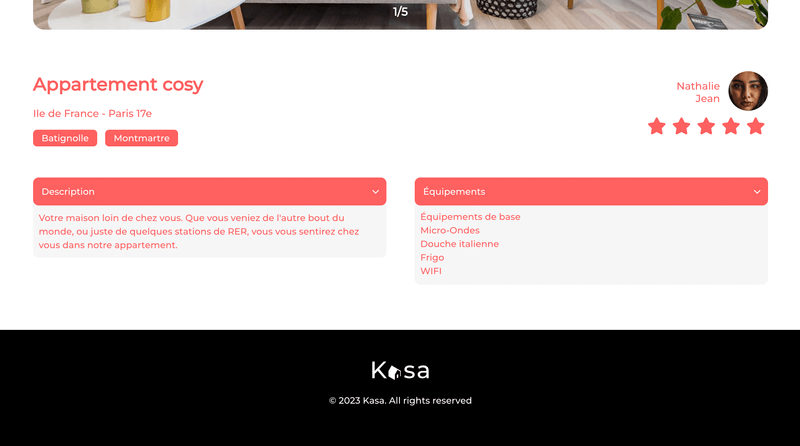 1/5
Appartement cosy
Ile de France - Paris 17e
Batignolle
Montmartre
Nathalie
Jean
Description
Votre maison loin de chez vous. Que vous veniez de l'autre bout du
monde, ou juste de quelques stations de RER, vous vous sentirez chez
vous dans notre appartement.
Équipements
Équipements de base
Micro-Ondes
Douche italienne
Frigo
WIFI
Kasa
© 2023 Kasa. All rights reserved